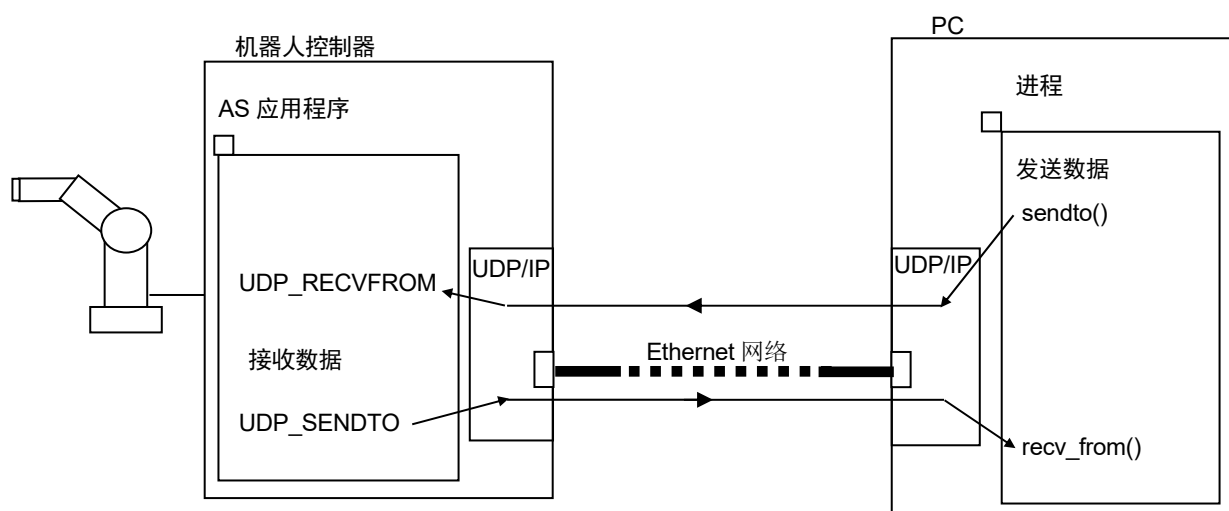 PC
机器人控制器
进程
AS 应用程序
发送数据
sendto()
UDP/IP
UDP/IP
UDP_RECVFROM
Ethernet 网络
接收数据
UDP_SENDTO
recv_from()